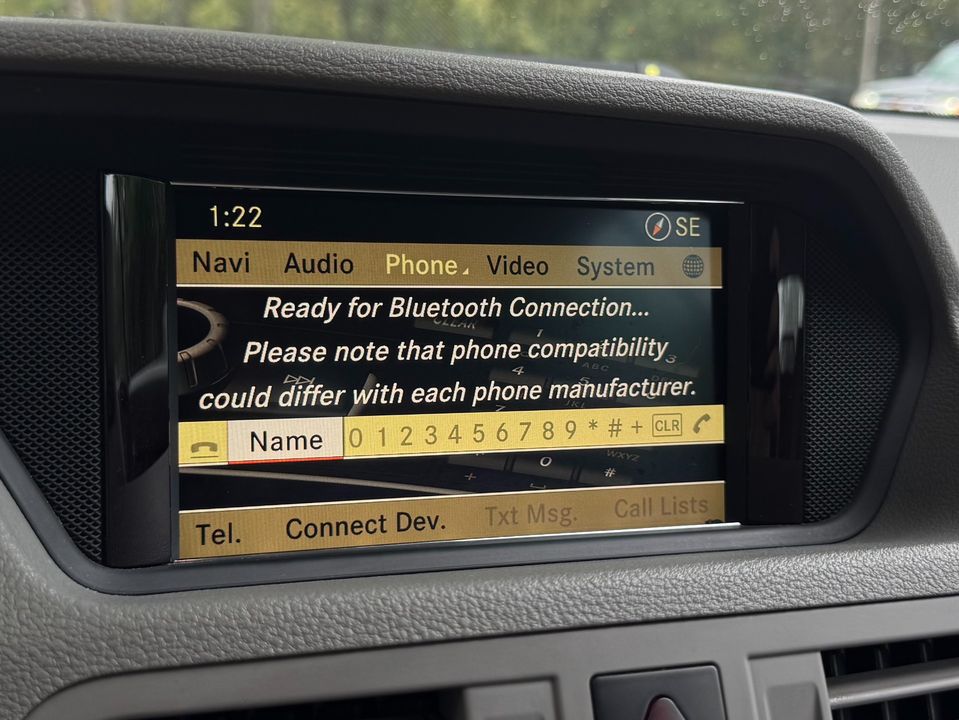 1:22 SE
Navi Audio Phone Video System
Ready for Bluetooth Connection...
Please note that phone compatibility
could differ with each phone manufacturer.
Name 0 1 2 3 4 5 6 7 8 9 * # + CLR
WXYZ
Tel. Connect Dev. Txt Msg. Call Lists